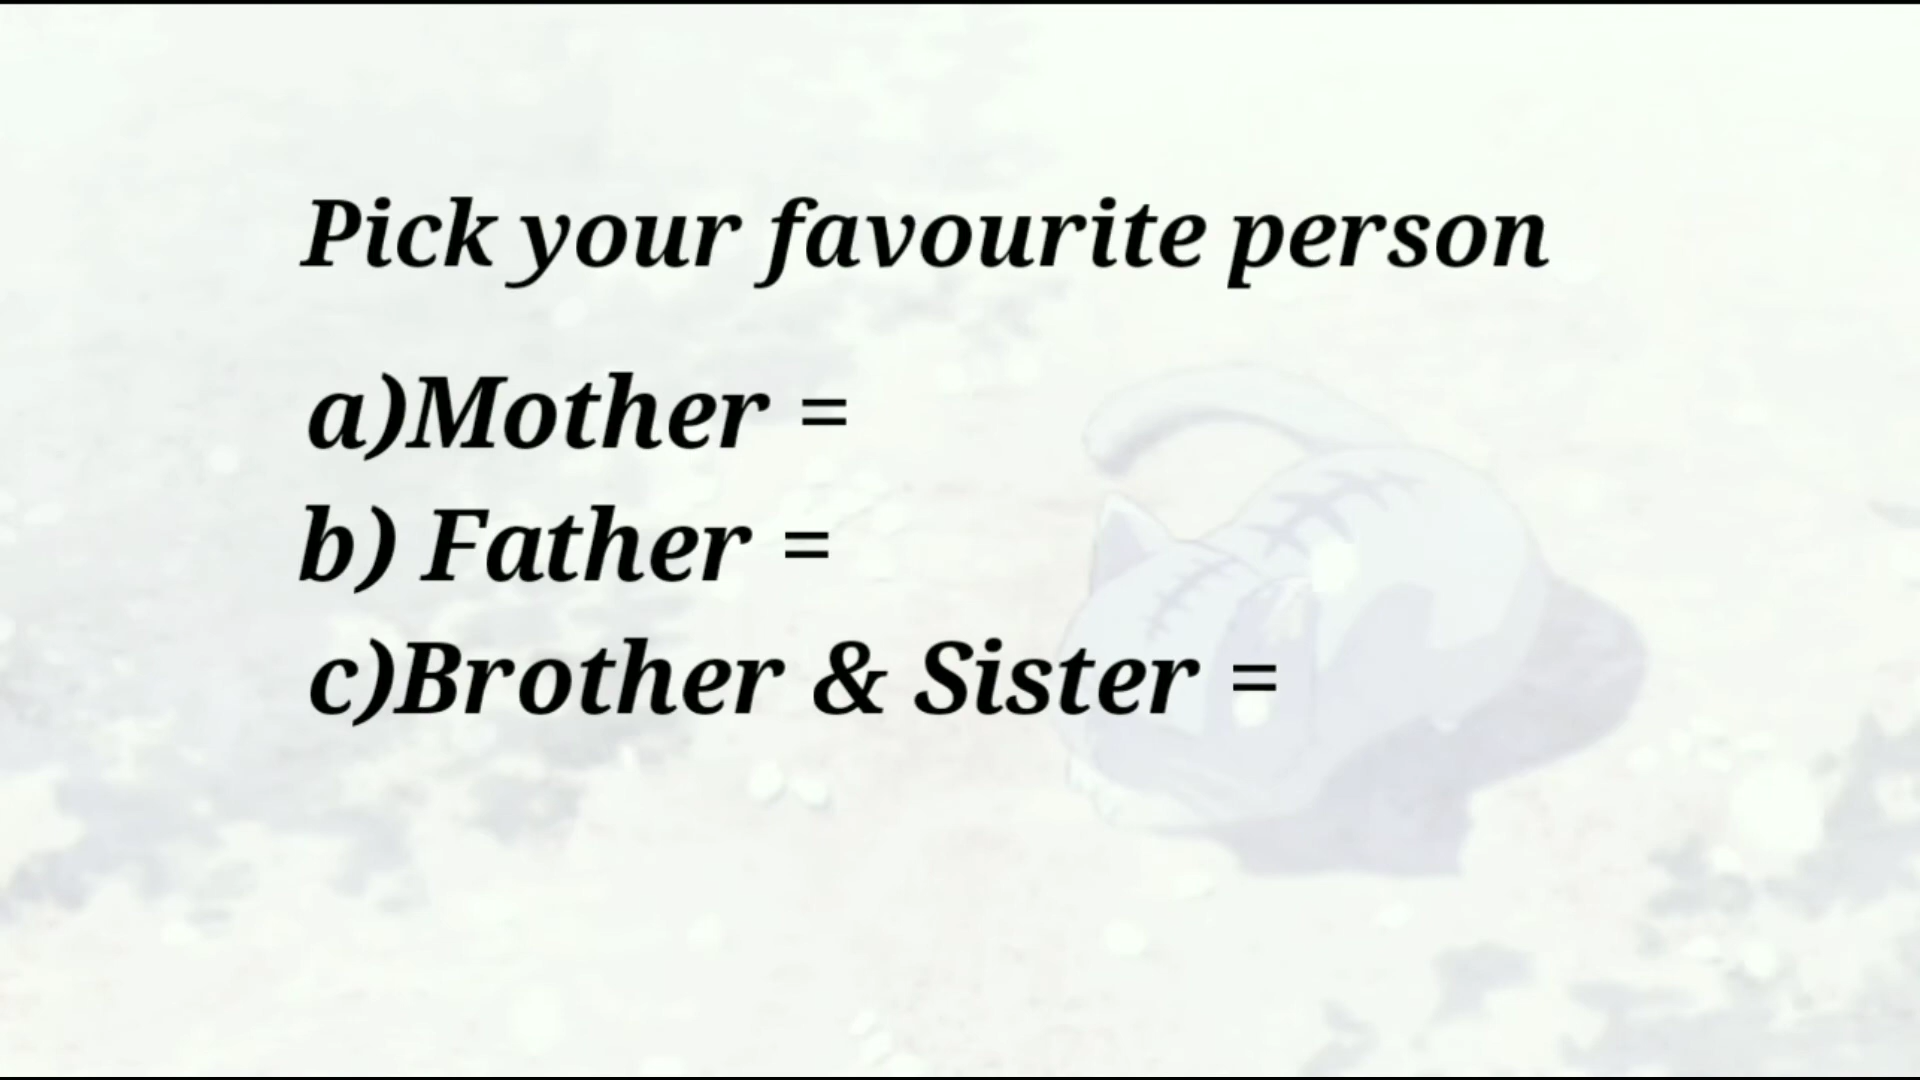 Pick your favourite person
a)Mother =
b) Father =
c)Brother & Sister =